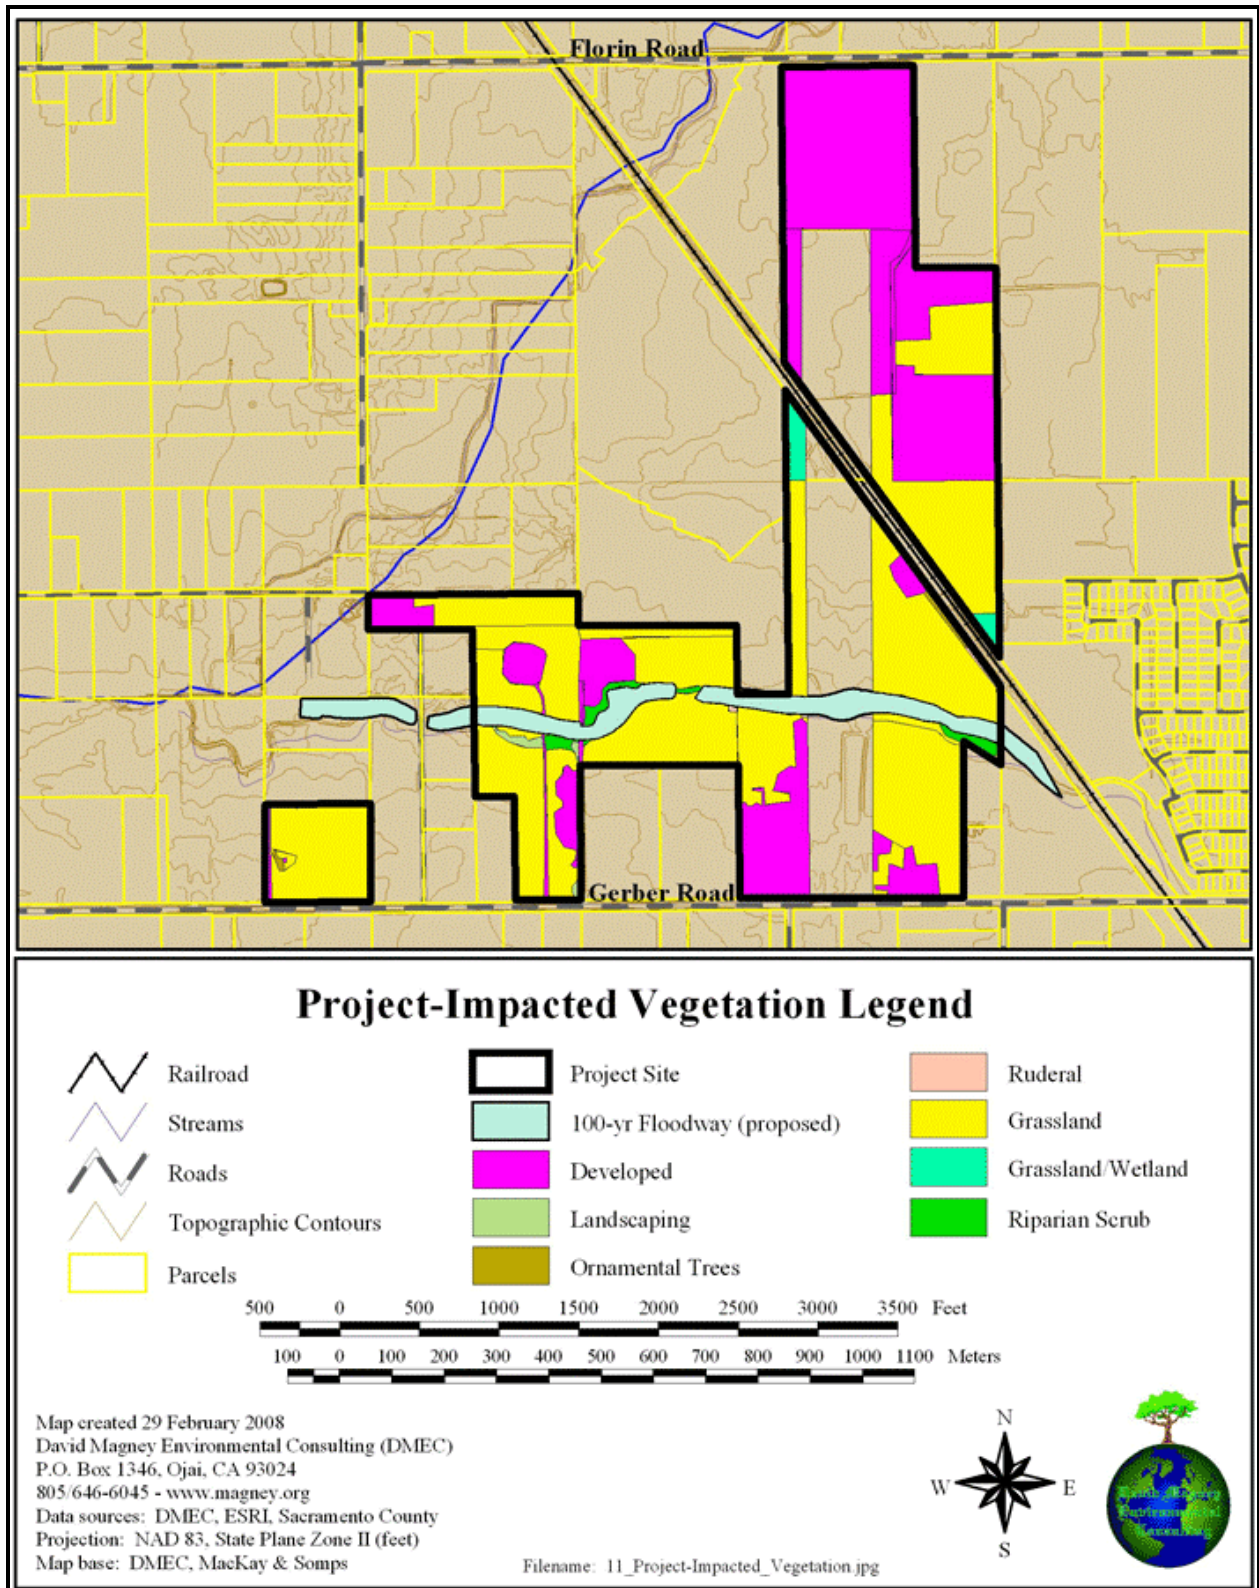 Florin Road
Gerber Road
Project-Impacted Vegetation Legend
Railroad
Streams
Roads
Topographic Contours
Parcels
Project Site
100-yr Floodway (proposed)
Developed
Landscaping
Ornamental Trees
Ruderal
Grassland
Grassland/Wetland
Riparian Scrub
500 0 500 1000 1500 2000 2500 3000 3500 Feet
100 0 100 200 300 400 500 600 700 800 900 1000 1100 Meters
Map created 29 February 2008
David Magney Environmental Consulting (DMEC)
P.O. Box 1346, Ojai, CA 93024
805/646-6045 - www.magney.org
Data sources: DMEC, ESRI, Sacramento County
Projection: NAD 83, State Plane Zone II (feet)
Map base: DMEC, MacKay & Somps
Filename: 11_Project-Impacted_Vegetation.jpg
N
W E
S
David Magney
Environmental
Consulting